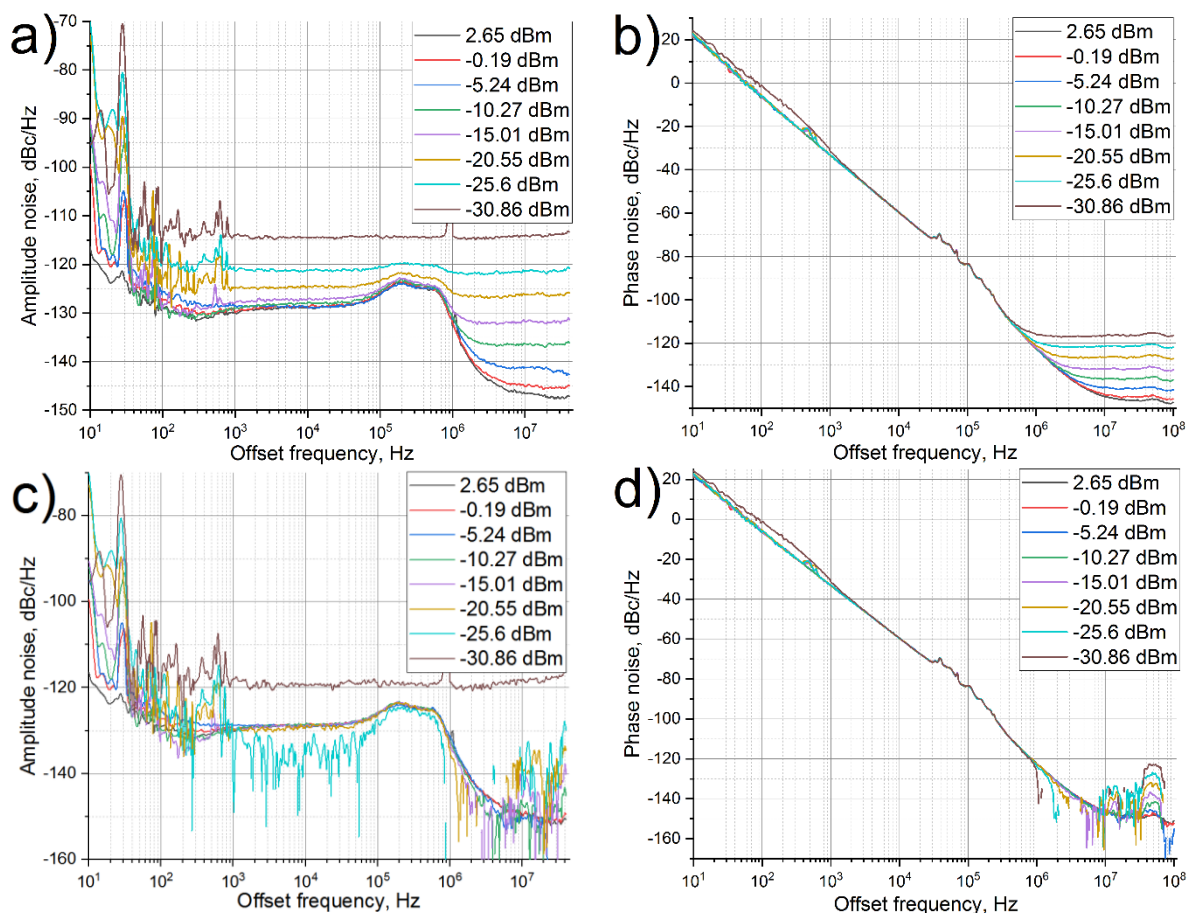 a)
-70
-80
-90
-100
-110
-120
-130
-140
-150
Amplitude noise, dBc/Hz
2.65 dBm
-0.19 dBm
-5.24 dBm
-10.27 dBm
-15.01 dBm
-20.55 dBm
-25.6 dBm
-30.86 dBm
10¹ 10² 10³ 10⁴ 10⁵ 10⁶ 10⁷
Offset frequency, Hz
b)
20
0
-20
-40
-60
-80
-100
-120
-140
Phase noise, dBc/Hz
2.65 dBm
-0.19 dBm
-5.24 dBm
-10.27 dBm
-15.01 dBm
-20.55 dBm
-25.6 dBm
-30.86 dBm
10¹ 10² 10³ 10⁴ 10⁵ 10⁶ 10⁷ 10⁸
Offset frequency, Hz
c)
-80
-100
-120
-140
-160
Amplitude noise, dBc/Hz
2.65 dBm
-0.19 dBm
-5.24 dBm
-10.27 dBm
-15.01 dBm
-20.55 dBm
-25.6 dBm
-30.86 dBm
10¹ 10² 10³ 10⁴ 10⁵ 10⁶ 10⁷
Offset frequency, Hz
d)
20
0
-20
-40
-60
-80
-100
-120
-140
-160
Phase noise, dBc/Hz
2.65 dBm
-0.19 dBm
-5.24 dBm
-10.27 dBm
-15.01 dBm
-20.55 dBm
-25.6 dBm
-30.86 dBm
10¹ 10² 10³ 10⁴ 10⁵ 10⁶ 10⁷ 10⁸
Offset frequency, Hz